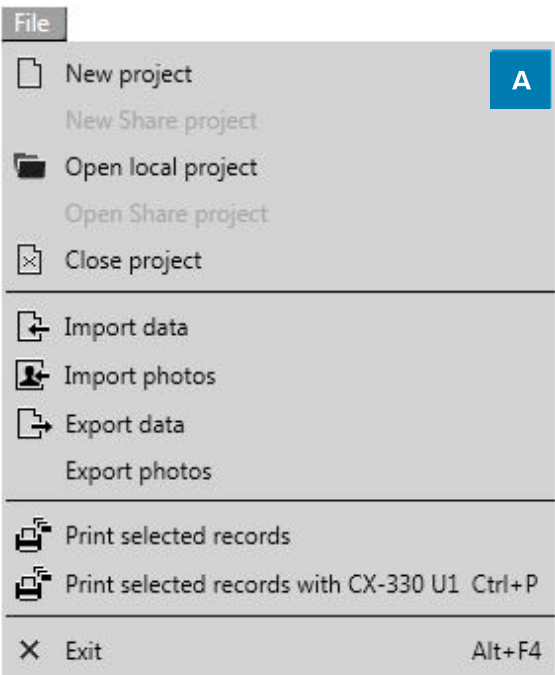 File
A
New project
New Share project
Open local project
Open Share project
Close project
Import data
Import photos
Export data
Export photos
Print selected records
Print selected records with CX-330 U1 Ctrl+P
Exit Alt+F4